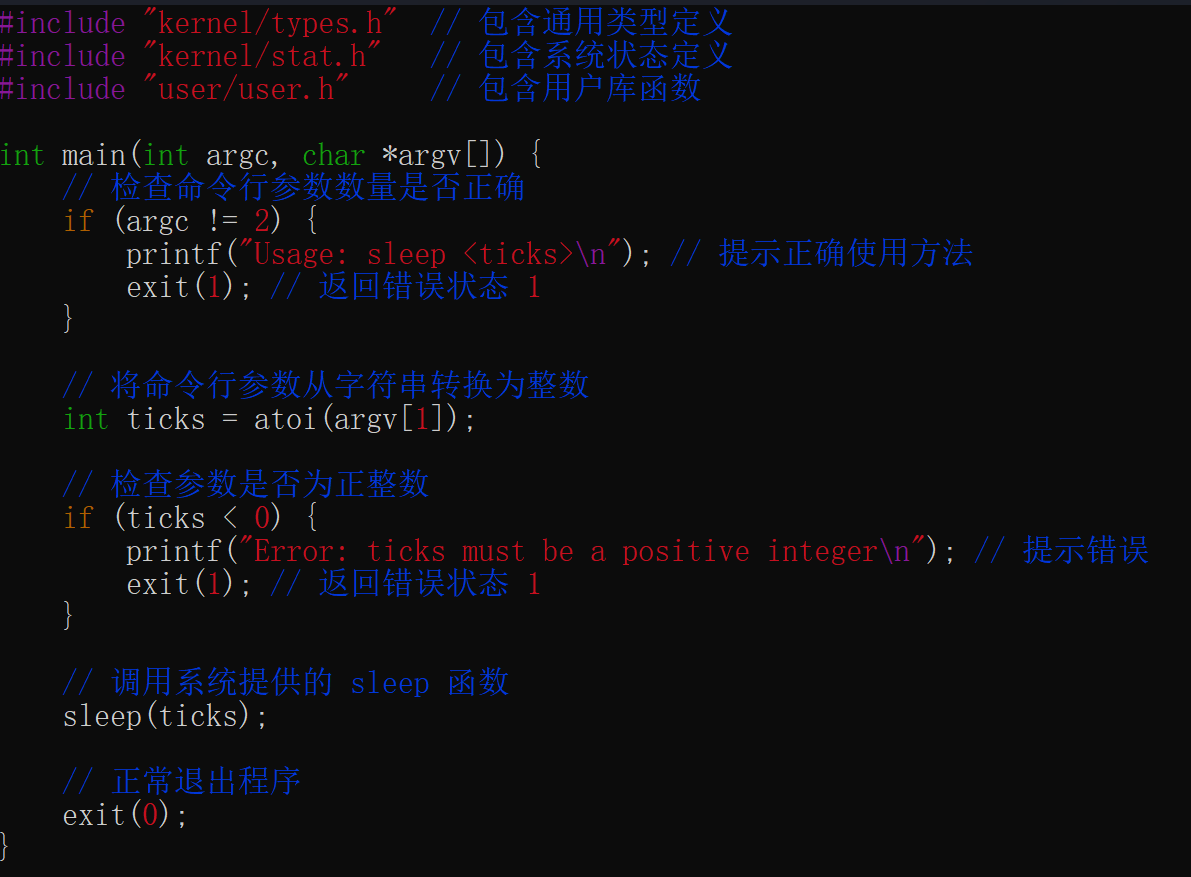 #include "kernel/types.h"  // 包含通用类型定义
#include "kernel/stat.h"   // 包含系统状态定义
#include "user/user.h"     // 包含用户库函数

int main(int argc, char *argv[]) {
    // 检查命令行参数数量是否正确
    if (argc != 2) {
        printf("Usage: sleep <ticks>\n"); // 提示正确使用方法
        exit(1); // 返回错误状态 1
    }

    // 将命令行参数从字符串转换为整数
    int ticks = atoi(argv[1]);

    // 检查参数是否为正整数
    if (ticks < 0) {
        printf("Error: ticks must be a positive integer\n"); // 提示错误
        exit(1); // 返回错误状态 1
    }

    // 调用系统提供的 sleep 函数
    sleep(ticks);

    // 正常退出程序
    exit(0);
}